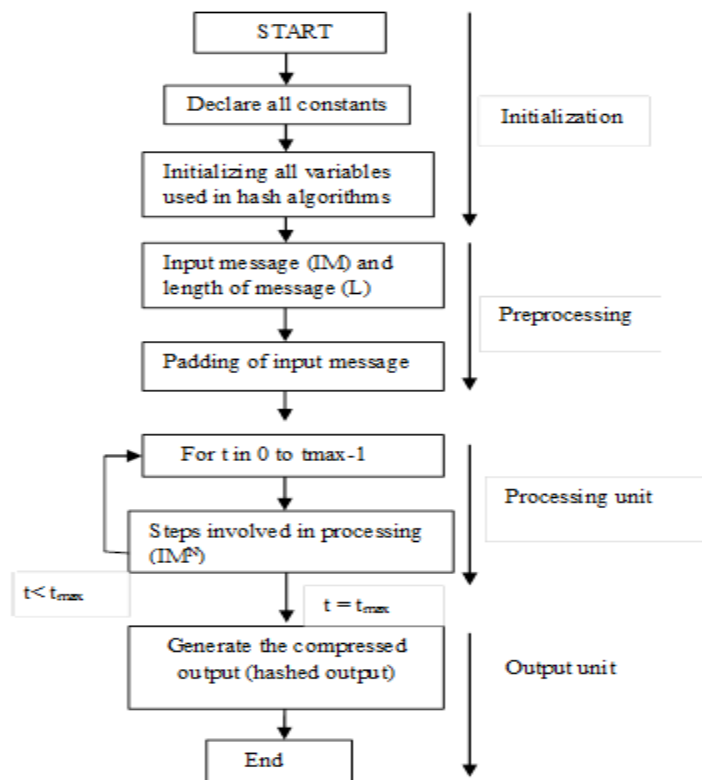 START
Declare all constants
Initialization
Initializing all variables
used in hash algorithms
Input message (IM) and
length of message (L)
Preprocessing
Padding of input message
For t in 0 to tmax-1
Processing unit
Steps involved in processing
(IMᴺ)
t< tmax
t = tmax
Generate the compressed
output (hashed output)
Output unit
End